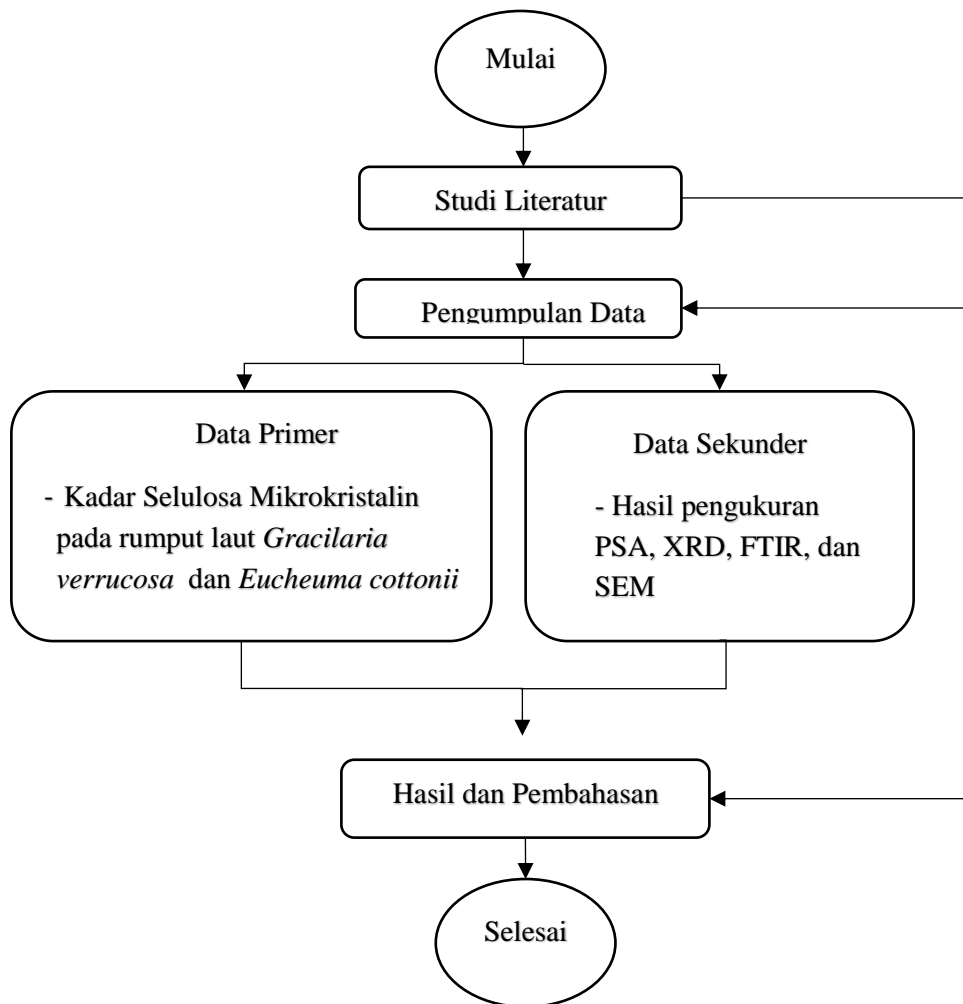 Mulai
Studi Literatur
Pengumpulan Data
Data Primer
- Kadar Selulosa Mikrokristalin
pada rumput laut Gracilaria
verrucosa dan Eucheuma cottonii
Data Sekunder
- Hasil pengukuran
PSA, XRD, FTIR, dan
SEM
Hasil dan Pembahasan
Selesai